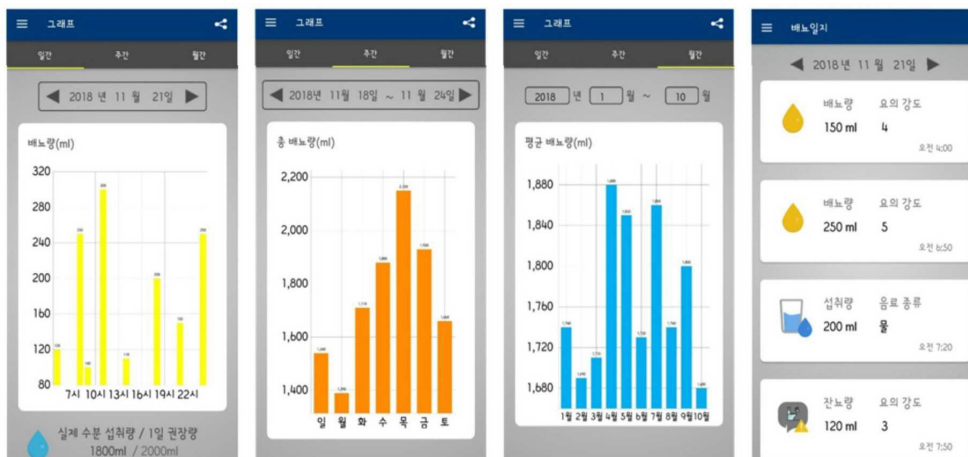 그래프
일간 주간 월간
2018 년 11 월 21일
배뇨량(ml)
320
280
240
200
160
120
80
7시 10시 13시 16시 19시 22시
실제 수분 섭취량 / 1일 권장량
1800ml / 2000ml
그래프
일간 주간 월간
2018년 11월 18일 ~ 11 월 24일
총 배뇨량(ml)
2,200
2,000
1,800
1,600
1,400
일 월 화 수 목 금 토
그래프
일간 주간 월간
2018 년 1 월 ~ 10 월
평균 배뇨량(ml)
1,880
1,840
1,800
1,760
1,720
1,680
1월 2월 3월 4월 5월 6월 7월 8월 9월 10월
배뇨일지
2018 년 11 월 21일
배뇨량 요의 강도
150 ml 4
오전 4:00
배뇨량 요의 강도
250 ml 5
오전 6:50
섭취량 음료 종류
200 ml 물
오전 7:20
잔뇨량 요의 강도
120 ml 3
오전 7:50